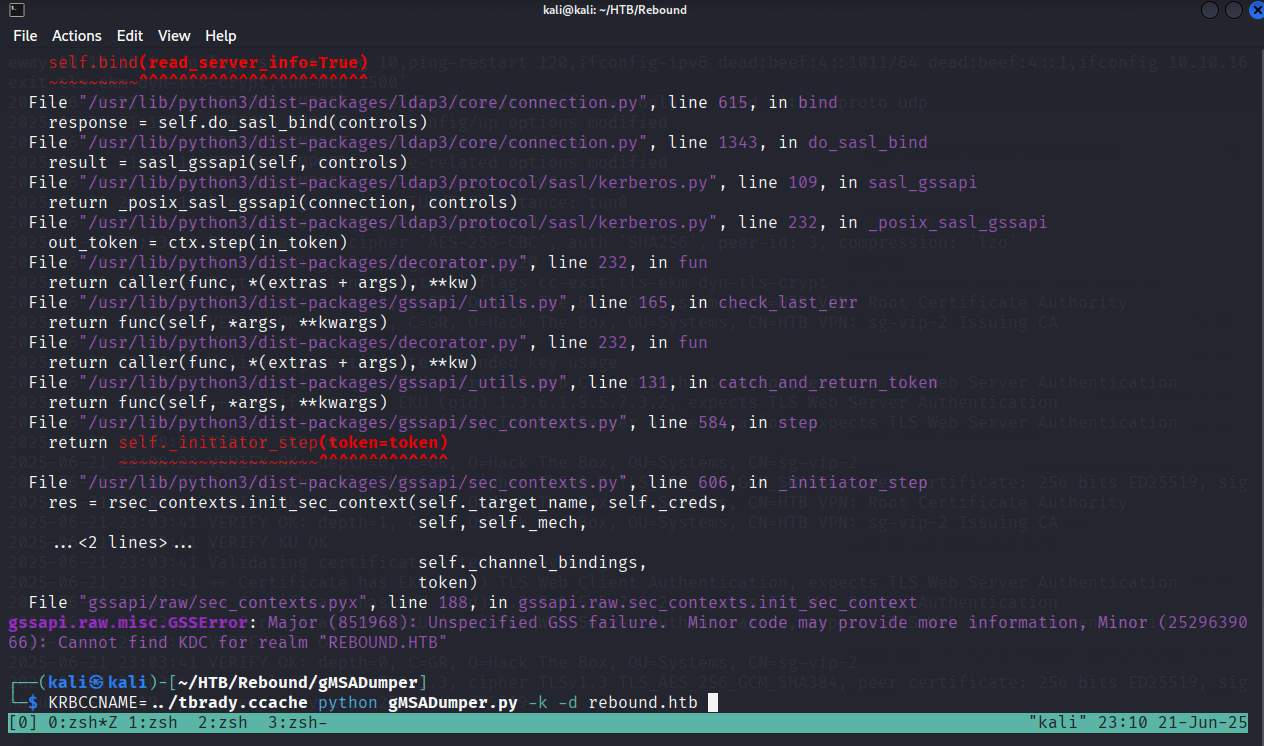 kali@kali: ~/HTB/Rebound
File Actions Edit View Help
self.bind(read_server_info=True)
~~~~~~~~~^^^^^^^^^^^^^^^^^^^^^^^
File "/usr/lib/python3/dist-packages/ldap3/core/connection.py", line 615, in bind
response = self.do_sasl_bind(controls)
File "/usr/lib/python3/dist-packages/ldap3/core/connection.py", line 1343, in do_sasl_bind
result = sasl_gssapi(self, controls)
File "/usr/lib/python3/dist-packages/ldap3/protocol/sasl/kerberos.py", line 109, in sasl_gssapi
return _posix_sasl_gssapi(connection, controls)
File "/usr/lib/python3/dist-packages/ldap3/protocol/sasl/kerberos.py", line 232, in _posix_sasl_gssapi
out_token = ctx.step(in_token)
File "/usr/lib/python3/dist-packages/decorator.py", line 232, in fun
return caller(func, *(extras + args), **kw)
File "/usr/lib/python3/dist-packages/gssapi/_utils.py", line 165, in check_last_err
return func(self, *args, **kwargs)
File "/usr/lib/python3/dist-packages/decorator.py", line 232, in fun
return caller(func, *(extras + args), **kw)
File "/usr/lib/python3/dist-packages/gssapi/_utils.py", line 131, in catch_and_return_token
return func(self, *args, **kwargs)
File "/usr/lib/python3/dist-packages/gssapi/sec_contexts.py", line 584, in step
return self._initiator_step(token=token)
~~~~~~~~~~~~~~~~~~~~^^^^^^^^^^^^^
File "/usr/lib/python3/dist-packages/gssapi/sec_contexts.py", line 606, in _initiator_step
res = rsec_contexts.init_sec_context(self._target_name, self._creds,
self, self._mech,
...<2 lines>...
self._channel_bindings,
token)
File "gssapi/raw/sec_contexts.pyx", line 188, in gssapi.raw.sec_contexts.init_sec_context
gssapi.raw.misc.GSSError: Major (851968): Unspecified GSS failure.  Minor code may provide more information, Minor (25296390
66): Cannot find KDC for realm "REBOUND.HTB"
┌──(kali㉿kali)-[~/HTB/Rebound/gMSADumper]
└─$ KRBCCNAME=../tbrady.ccache python gMSADumper.py -k -d rebound.htb
[0] 0:zsh*Z 1:zsh  2:zsh  3:zsh- "kali" 23:10 21-Jun-25